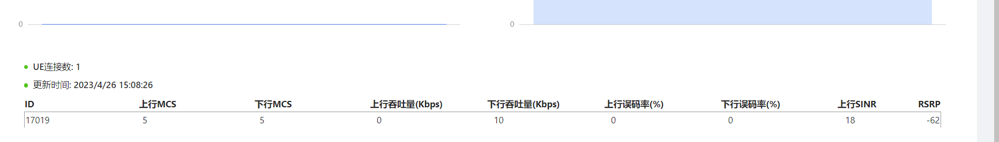 0 0
UE连接数: 1
更新时间: 2023/4/26 15:08:26
ID 上行MCS 下行MCS 上行吞吐量(Kbps) 下行吞吐量(Kbps) 上行误码率(%) 下行误码率(%) 上行SINR RSRP
17019 5 5 0 10 0 0 18 -62